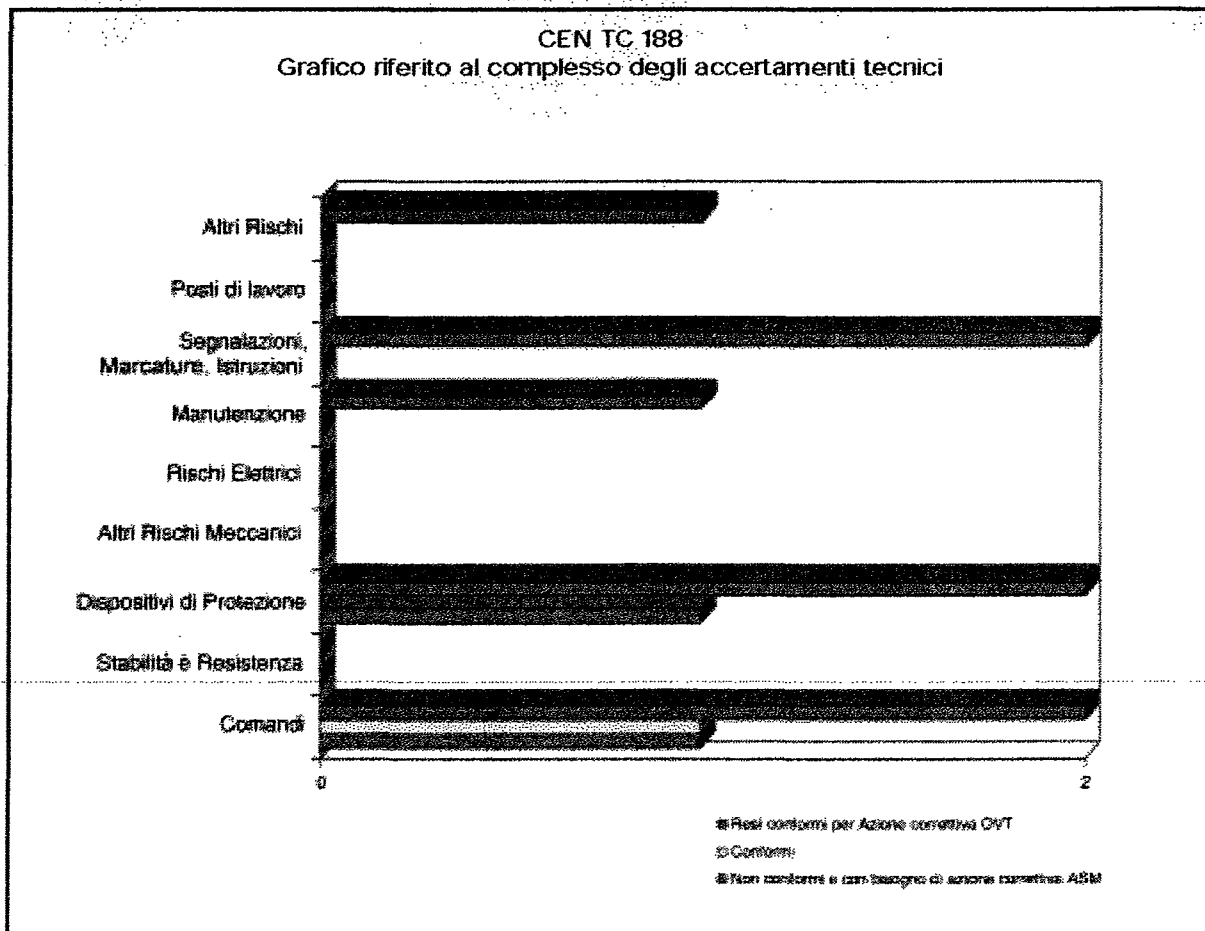 CEN TC 188
Grafico riferito al complesso degli accertamenti tecnici
Altri Rischi
Posti di lavoro
Segnalazioni,
Marcature, Istruzioni
Manutenzione
Rischi Elettrici
Altri Rischi Meccanici
Dispositivi di Protezione
Stabilità e Resistenza
Comandi
0
2
Resi conformi per Azione correttiva OVT
Conformi
Non conformi e con bisogno di azione correttiva ASM